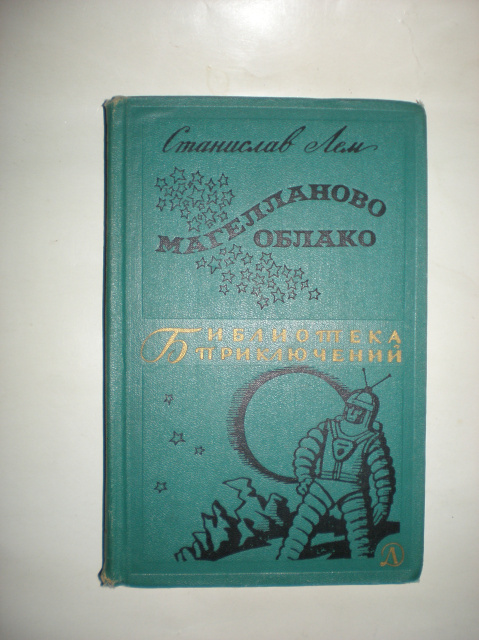 Станислав Лем
МАГЕЛЛАНОВО
ОБЛАКО
БИБЛИОТЕКА
ПРИКЛЮЧЕНИЙ
Д